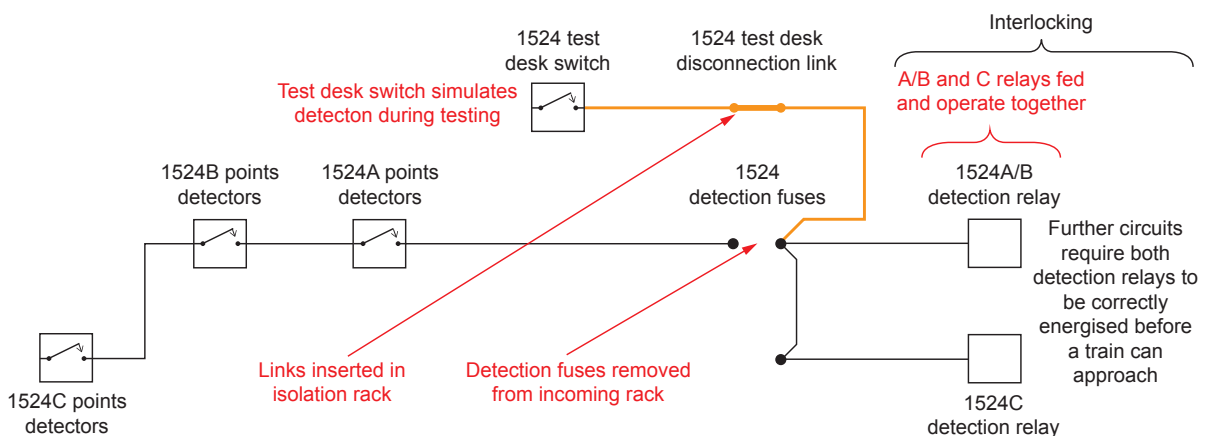 Interlocking
1524 test
desk switch
1524 test desk
disconnection link
Test desk switch simulates
detecton during testing
A/B and C relays fed
and operate together
1524B points
detectors
1524A points
detectors
1524
detection fuses
1524A/B
detection relay
Further circuits
require both
detection relays to
be correctly
energised before
a train can
approach
Links inserted in
isolation rack
Detection fuses removed
from incoming rack
1524C points
detectors
1524C
detection relay